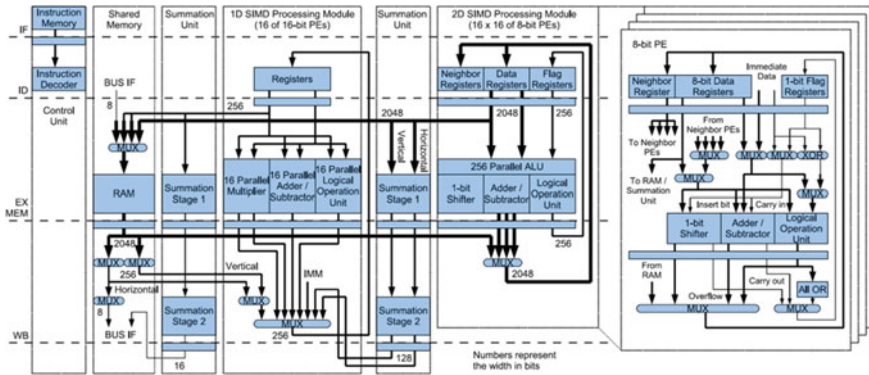 Instruction
Memory
Shared
Memory
Summation
Unit
1D SIMD Processing Module
(16 of 16-bit PEs)
Summation
Unit
2D SIMD Processing Module
(16 x 16 of 8-bit PEs)
IF
Instruction
Decoder
ID
Control
Unit
BUS IF
8
256
Registers
2048
Neighbor
Registers
Data
Registers
Flag
Registers
2048
256
Vertical
Horizontal
MUX
RAM
Summation
Stage 1
16 Parallel
Multiplier
16 Parallel
Adder /
Subtractor
16 Parallel
Logical
Operation
Unit
Summation
Stage 1
256 Parallel ALU
1-bit
Shifter
Adder /
Subtractor
Logical
Operation
Unit
EX
MEM
2048
MUX
MUX
256
Horizontal
MUX
8
BUS IF
Vertical
MUX
IMM
MUX
256
256
MUX
2048
Summation
Stage 2
Summation
Stage 2
WB
16
128
Numbers represent
the width in bits
8-bit PE
Immediate
Data
Neighbor
Register
8-bit Data
Registers
1-bit Flag
Registers
From
Neighbor PEs
To Neighbor
PEs
MUX
MUX
MUX
XOR
To RAM /
Summation Unit
MUX
MUX
Insert bit
Carry in
1-bit
Shifter
Adder /
Subtractor
Logical
Operation
Unit
From
RAM
Overflow
Carry out
All OR
MUX
MUX